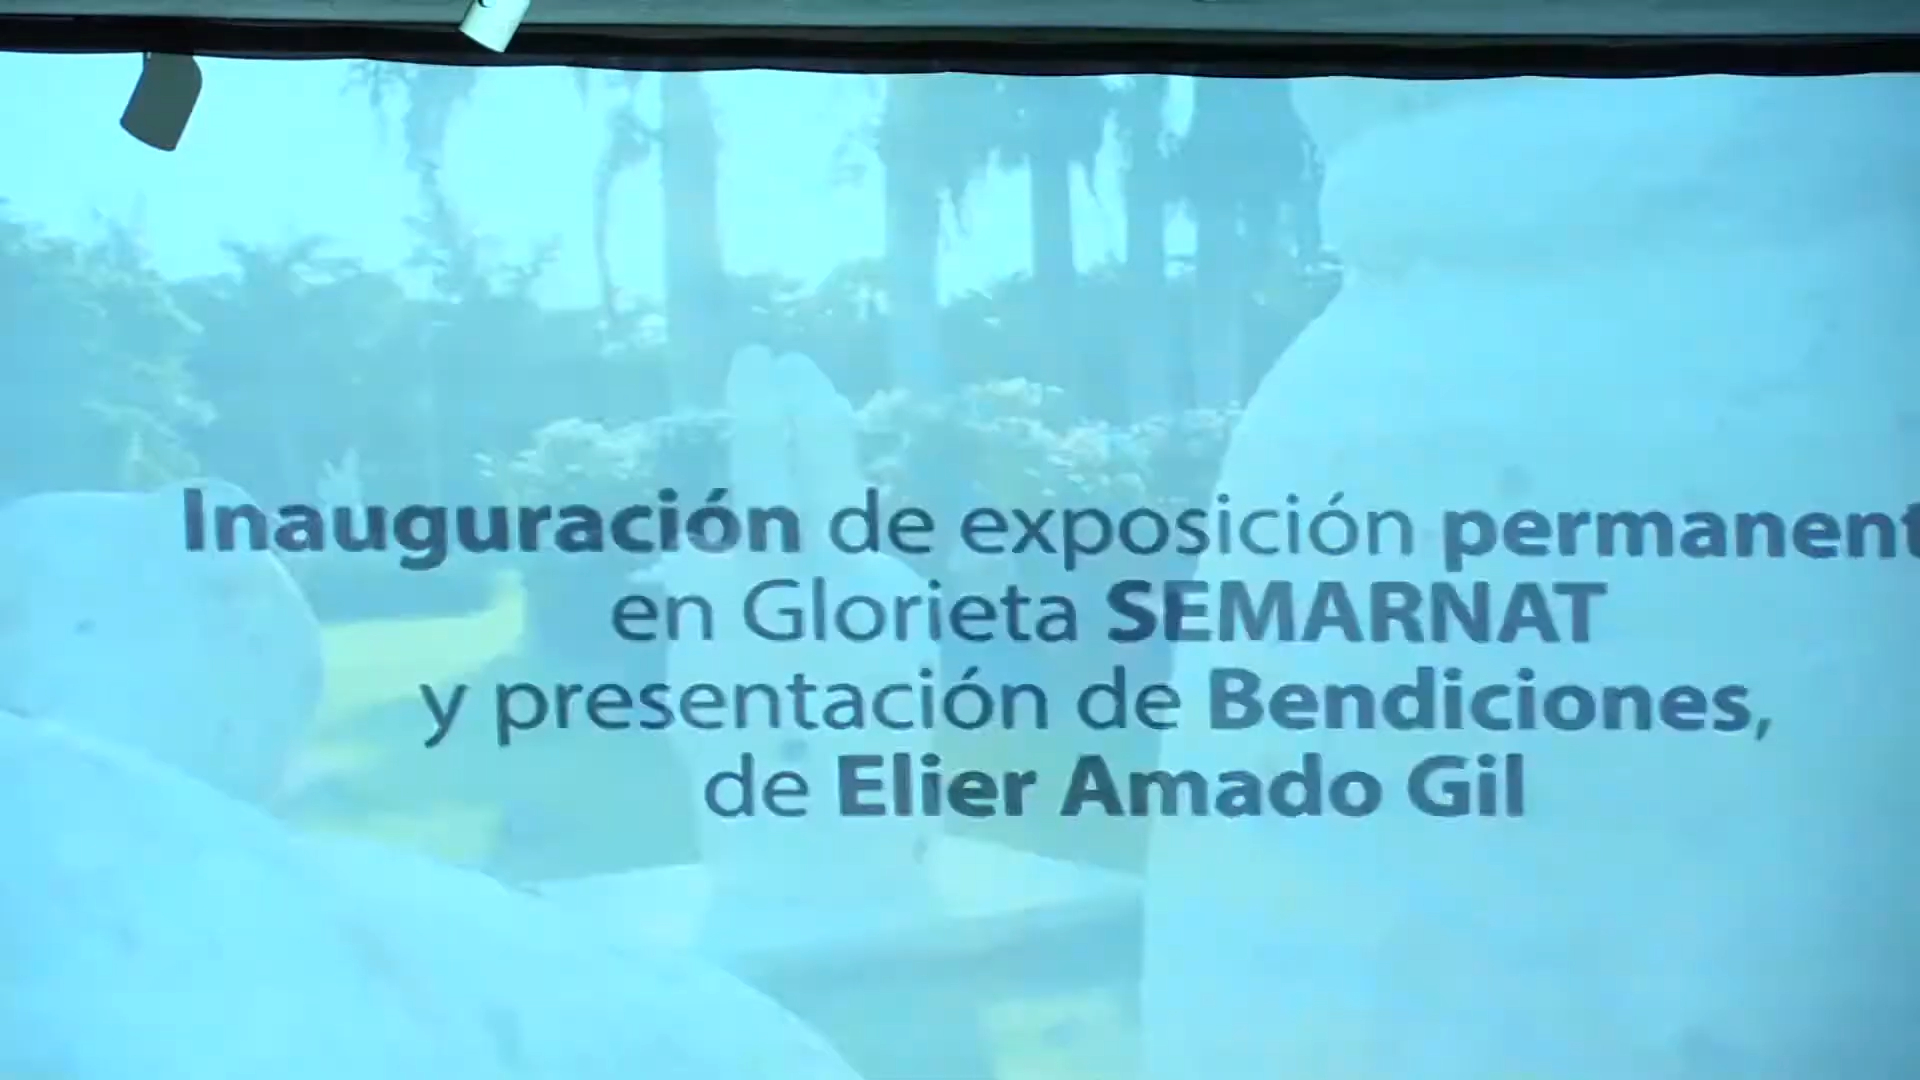 Inauguración de exposición permanent
en Glorieta SEMARNAT
y presentación de Bendiciones,
de Elier Amado Gil